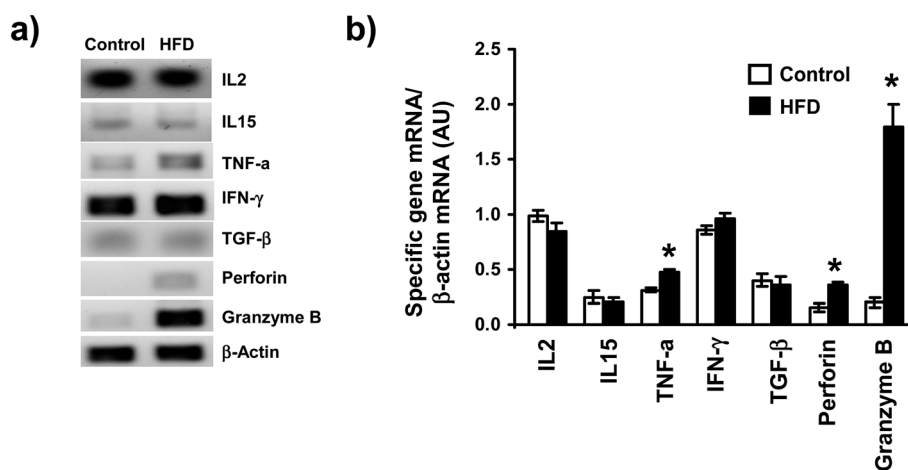 a)
Control HFD
IL2
IL15
TNF-a
IFN-γ
TGF-β
Perforin
Granzyme B
β-Actin
b)
Specific gene mRNA/
β-actin mRNA (AU)
2.5
2.0
1.5
1.0
0.5
0.0
Control
HFD
*
*
*
IL2
IL15
TNF-a
IFN-γ
TGF-β
Perforin
Granzyme B